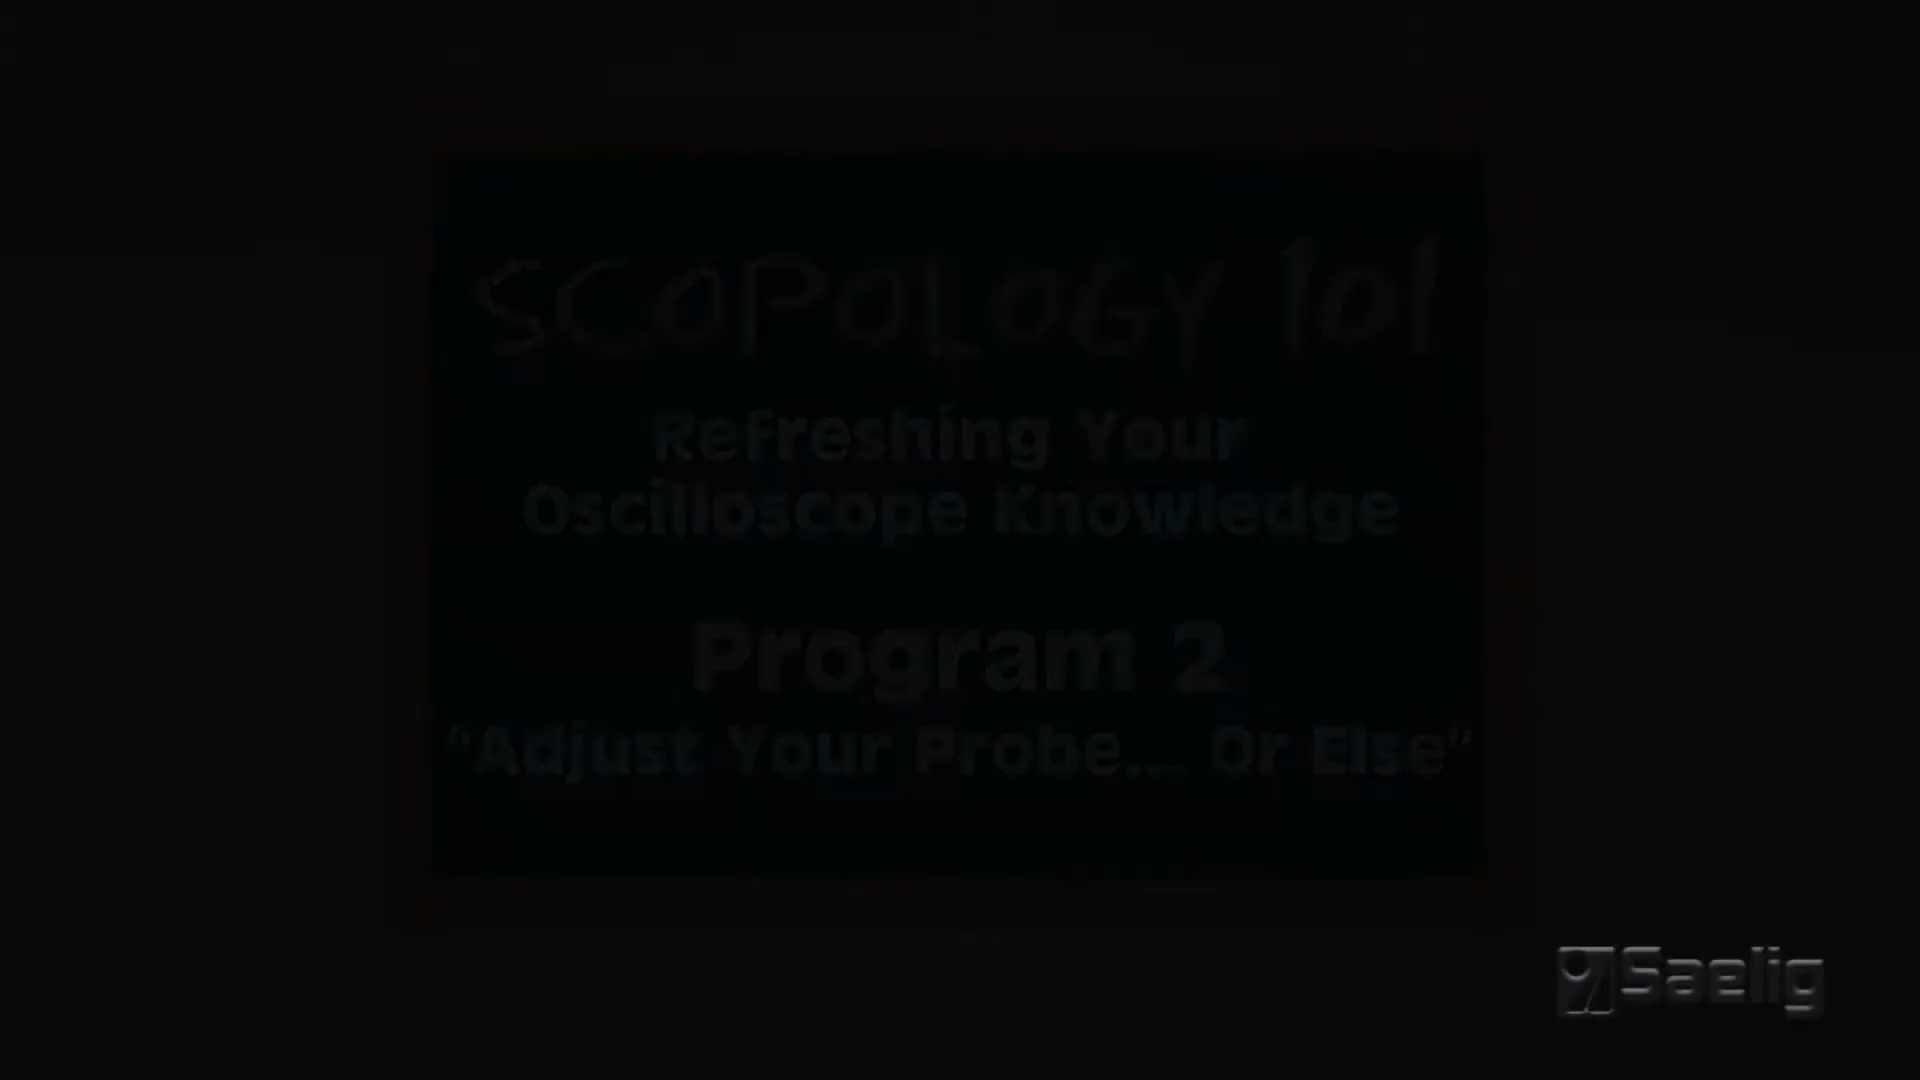 SCOPOLOGY 101
Refreshing Your
Oscilloscope Knowledge
Program 2
"Adjust Your Probe... Or Else"
Saelig